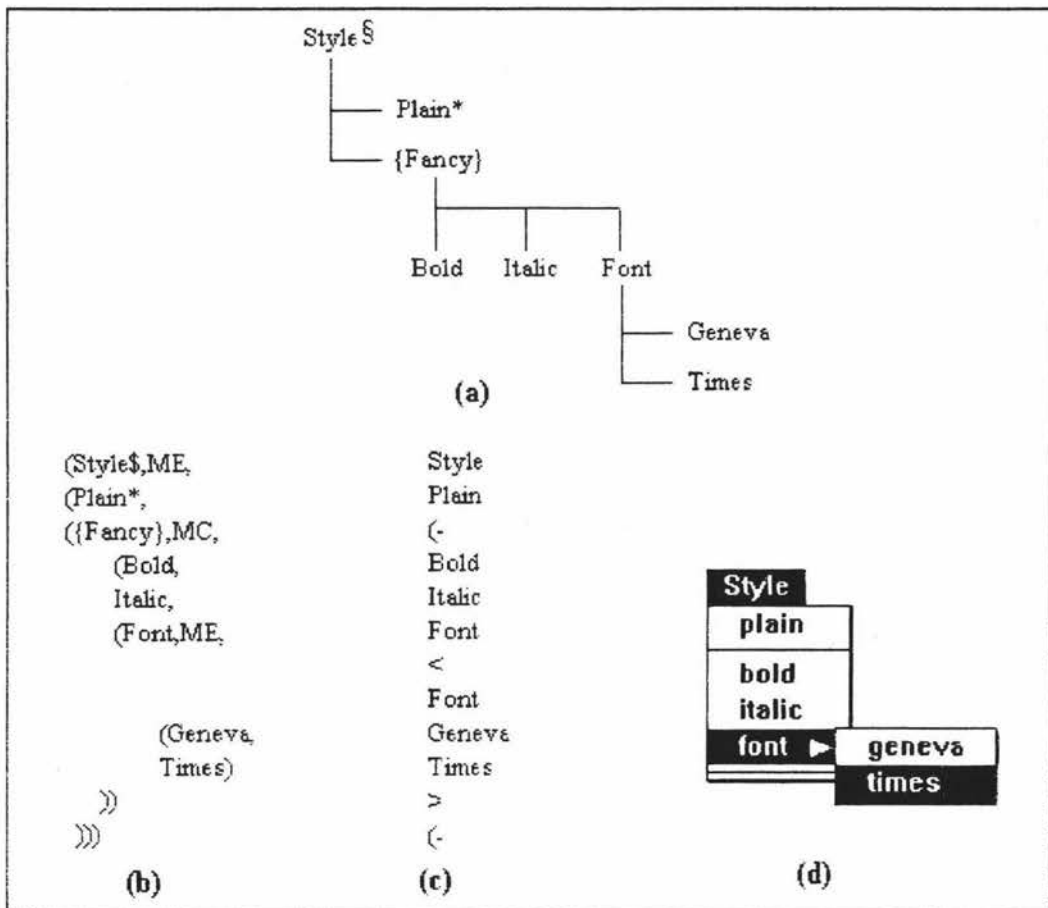 Style§
Plain*
{Fancy}
Bold Italic Font
Geneva
Times
(a)
(Style$,ME,
(Plain*,
({Fancy},MC,
(Bold,
Italic,
(Font,ME,
(Geneva,
Times)
))
)))
(b)
Style
Plain
(-
Bold
Italic
Font
<
Font
Geneva
Times
>
(-
(c)
Style
plain
bold
italic
font
geneva
times
(d)